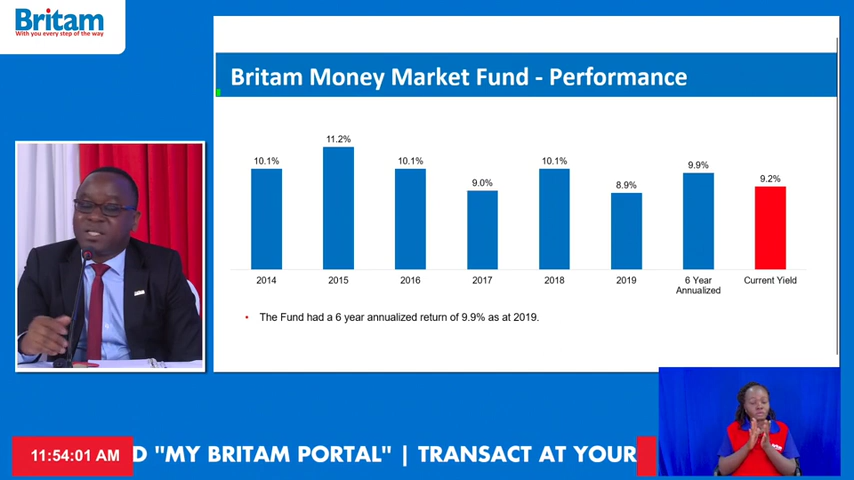 Britam
With you every step of the way
Britam Money Market Fund - Performance
10.1% 11.2% 10.1% 9.0% 10.1% 8.9% 9.9% 9.2%
2014 2015 2016 2017 2018 2019 6 Year Annualized Current Yield
• The Fund had a 6 year annualized return of 9.9% as at 2019.
11:54:01 AM
D "MY BRITAM PORTAL" | TRANSACT AT YOUR